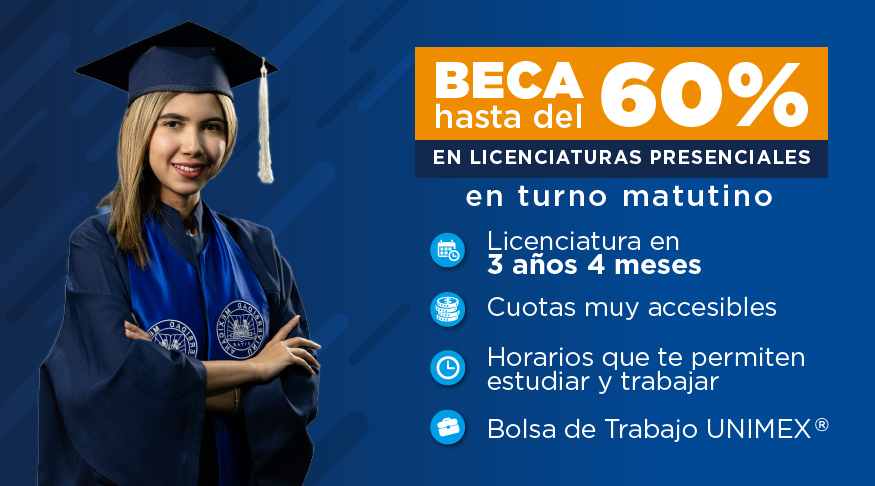 BECA
hasta del
60%
EN LICENCIATURAS PRESENCIALES
en turno matutino
Licenciatura en
3 años 4 meses
Cuotas muy accesibles
Horarios que te permiten
estudiar y trabajar
Bolsa de Trabajo UNIMEX®